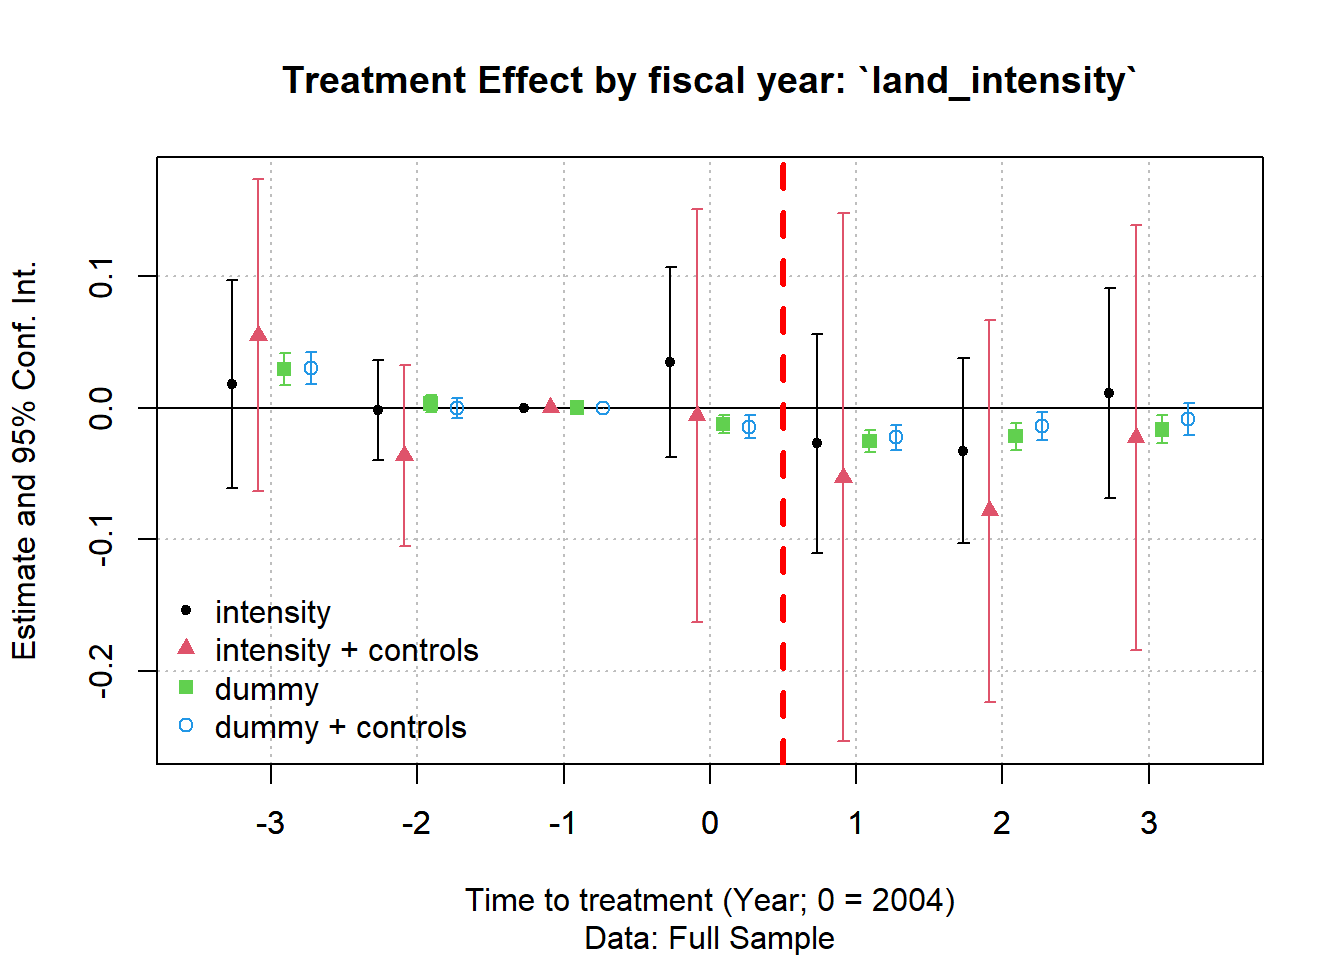 Treatment Effect by fiscal year: `land_intensity`
Estimate and 95% Conf. Int.
0.1
0.0
-0.1
-0.2
intensity
intensity + controls
dummy
dummy + controls
-3 -2 -1 0 1 2 3
Time to treatment (Year; 0 = 2004)
Data: Full Sample